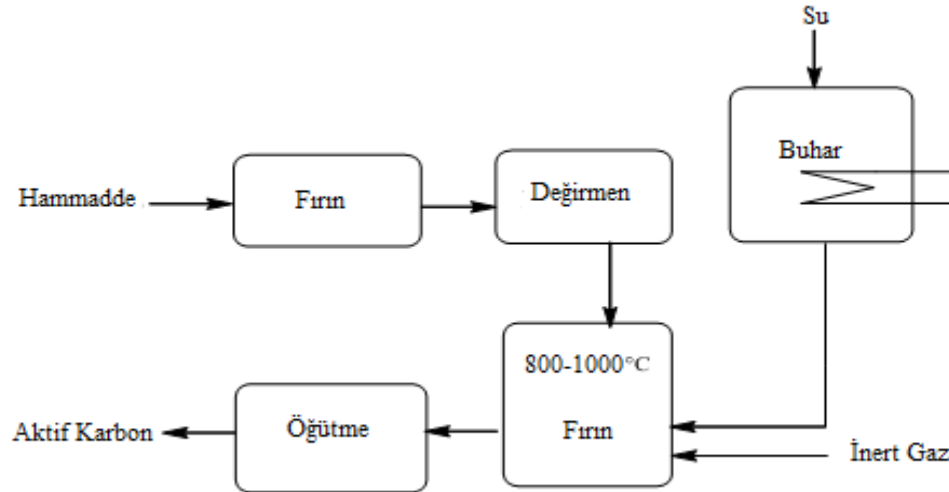 Su
Buhar
Hammadde
Fırın
Değirmen
800-1000°C
Fırın
Aktif Karbon
Öğütme
İnert Gaz